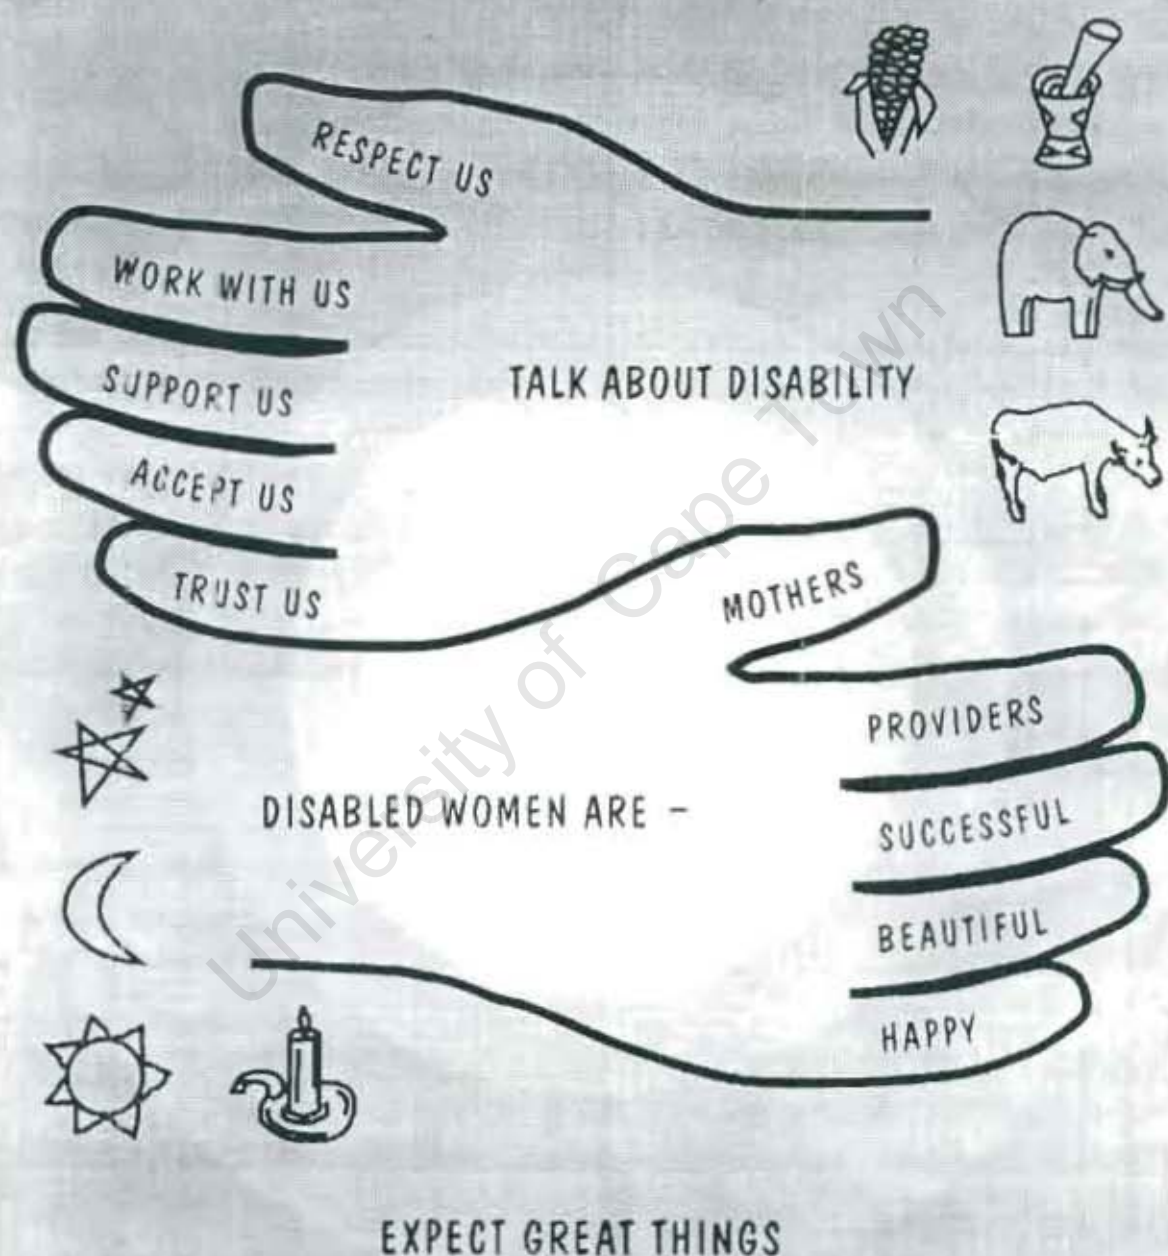 RESPECT US
WORK WITH US
SUPPORT US
ACCEPT US
TRUST US
TALK ABOUT DISABILITY
MOTHERS
PROVIDERS
SUCCESSFUL
BEAUTIFUL
HAPPY
DISABLED WOMEN ARE –
EXPECT GREAT THINGS
University of Cape Town